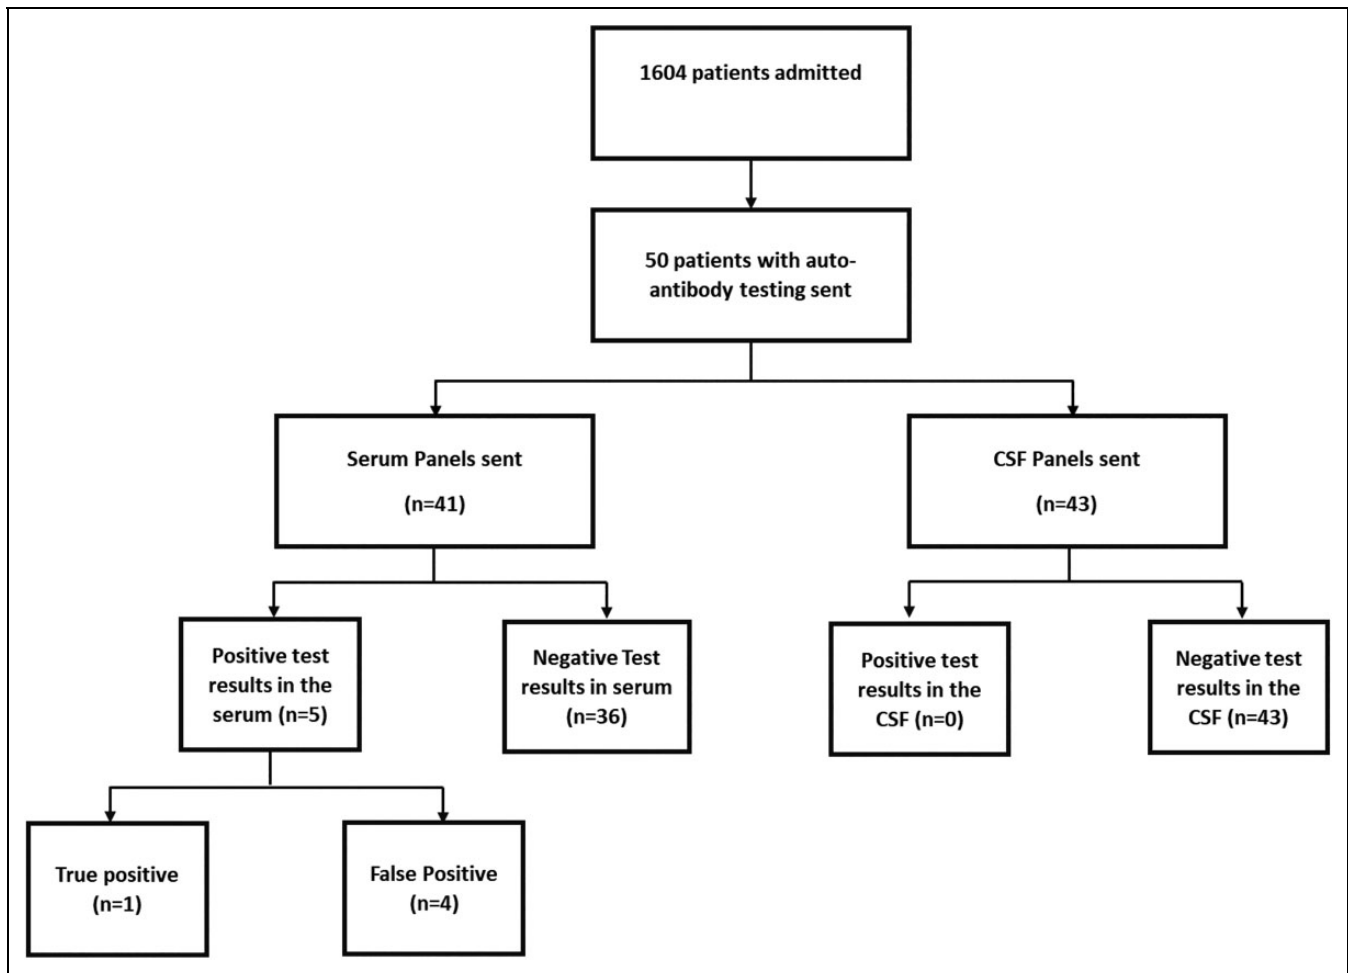 1604 patients admitted
50 patients with auto-
antibody testing sent
Serum Panels sent
(n=41)
CSF Panels sent
(n=43)
Positive test
results in the
serum (n=5)
Negative Test
results in serum
(n=36)
Positive test
results in the
CSF (n=0)
Negative test
results in the
CSF (n=43)
True positive
(n=1)
False Positive
(n=4)